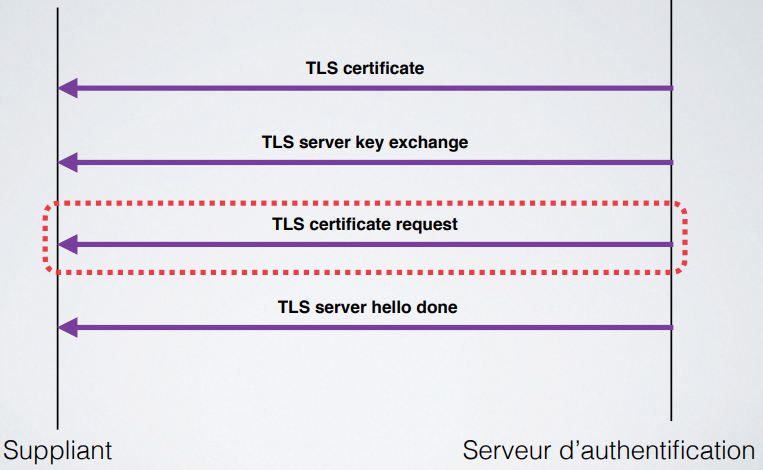 TLS certificate
TLS server key exchange
TLS certificate request
TLS server hello done
Suppliant
Serveur d’authentification